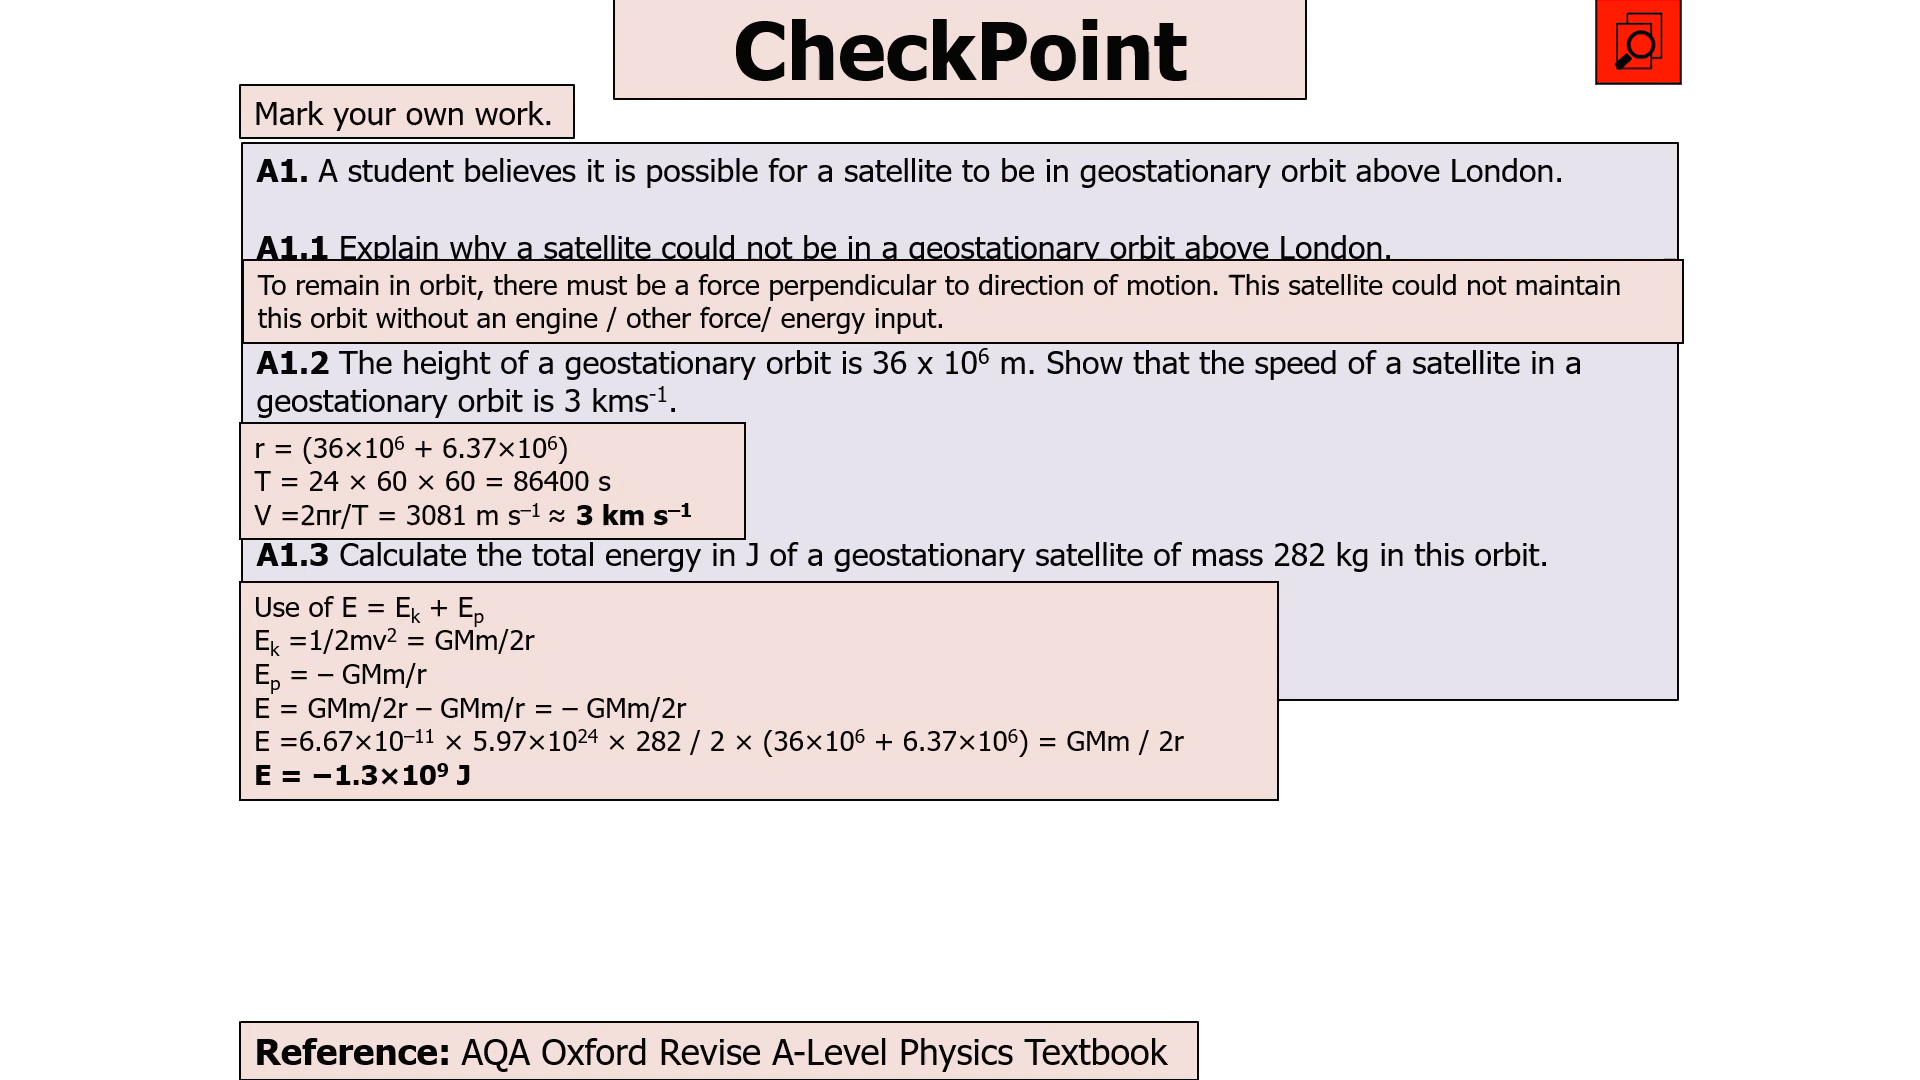 CheckPoint
Mark your own work.
A1. A student believes it is possible for a satellite to be in geostationary orbit above London.
A1.1 Explain why a satellite could not be in a geostationary orbit above London.
To remain in orbit, there must be a force perpendicular to direction of motion. This satellite could not maintain
this orbit without an engine / other force/ energy input.
A1.2 The height of a geostationary orbit is 36 x 10⁶ m. Show that the speed of a satellite in a
geostationary orbit is 3 kms⁻¹.
r = (36×10⁶ + 6.37×10⁶)
T = 24 × 60 × 60 = 86400 s
V =2πr/T = 3081 m s⁻¹ ≈ 3 km s⁻¹
A1.3 Calculate the total energy in J of a geostationary satellite of mass 282 kg in this orbit.
Use of E = Eₖ + Eₚ
Eₖ =1/2mv² = GMm/2r
Eₚ = − GMm/r
E = GMm/2r − GMm/r = − GMm/2r
E =6.67×10⁻¹¹ × 5.97×10²⁴ × 282 / 2 × (36×10⁶ + 6.37×10⁶) = GMm / 2r
E = −1.3×10⁹ J
Reference: AQA Oxford Revise A-Level Physics Textbook